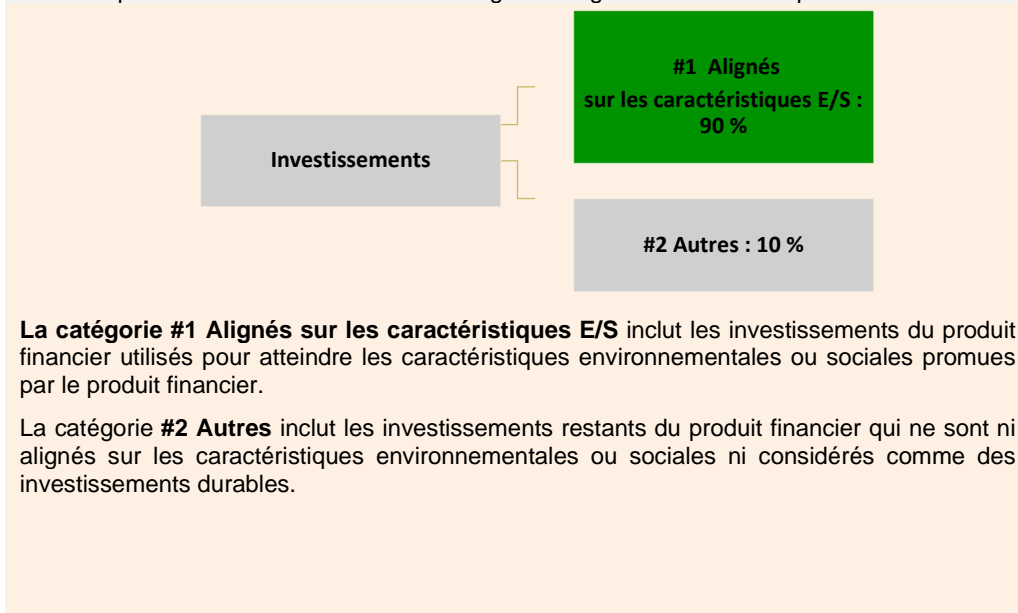 #1 Alignés
sur les caractéristiques E/S :
90 %
Investissements
#2 Autres : 10 %
La catégorie #1 Alignés sur les caractéristiques E/S inclut les investissements du produit
financier utilisés pour atteindre les caractéristiques environnementales ou sociales promues
par le produit financier.
La catégorie #2 Autres inclut les investissements restants du produit financier qui ne sont ni
alignés sur les caractéristiques environnementales ou sociales ni considérés comme des
investissements durables.